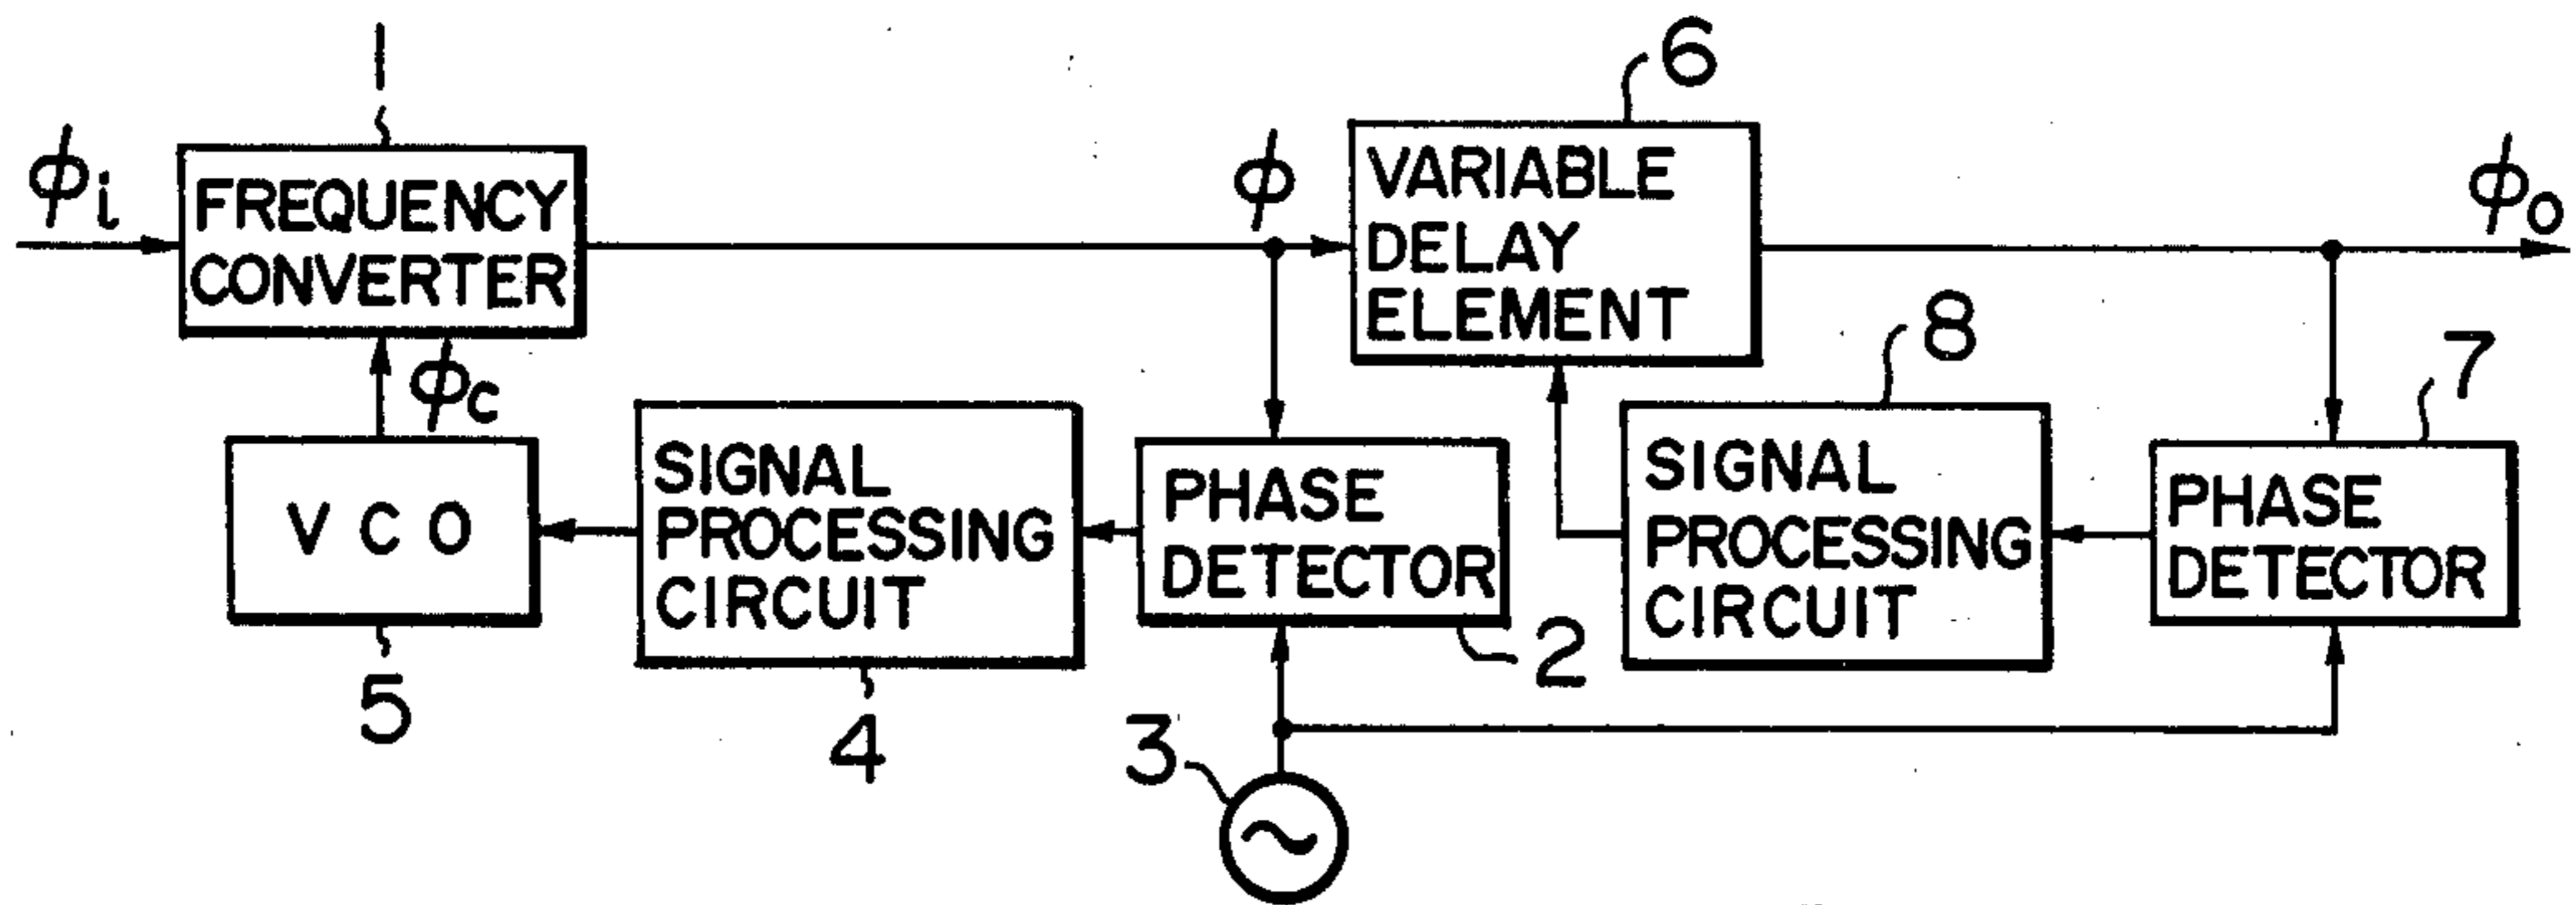 1
6
ϕi
FREQUENCY
CONVERTER
ϕ
VARIABLE
DELAY
ELEMENT
ϕo
ϕc
8
7
V C O
SIGNAL
PROCESSING
CIRCUIT
PHASE
DETECTOR
SIGNAL
PROCESSING
CIRCUIT
PHASE
DETECTOR
5
4
2
3